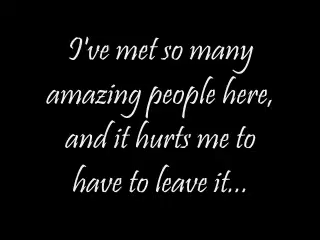 I've met so many
amazing people here,
and it hurts me to
have to leave it...